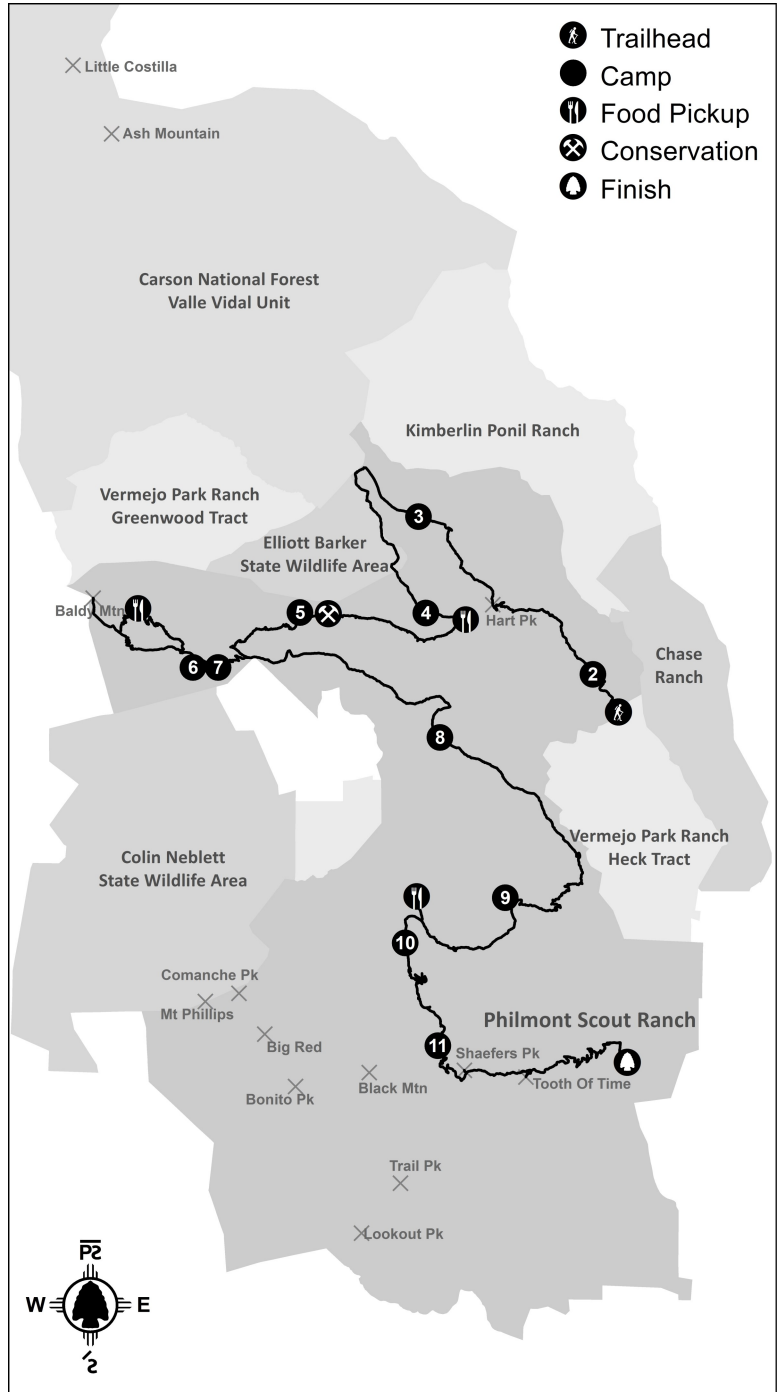 Trailhead
Camp
Food Pickup
Conservation
Finish
Little Costilla
Ash Mountain
Carson National Forest
Valle Vidal Unit
Kimberlin Ponil Ranch
Vermejo Park Ranch
Greenwood Tract
3
Elliott Barker
State Wildlife Area
Baldy Mtn
5
4
Hart Pk
Chase
Ranch
6
7
2
8
Vermejo Park Ranch
Heck Tract
Colin Neblett
State Wildlife Area
9
10
Comanche Pk
Mt Phillips
Philmont Scout Ranch
Big Red
11
Shaefers Pk
Black Mtn
Tooth Of Time
Bonito Pk
Trail Pk
Lookout Pk
W
E